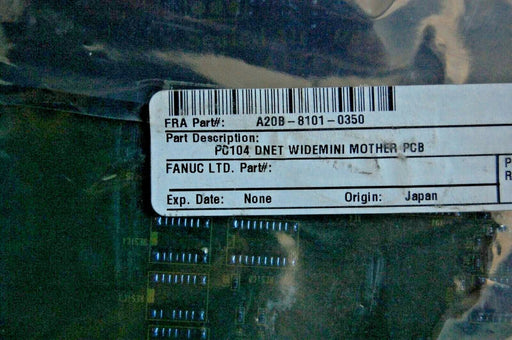 FRA Part#: A20B-8101-0350
Part Description:
PC104 DNET WIDEMINI MOTHER PCB
FANUC LTD. Part#:
P
R
Exp. Date: None Origin: Japan